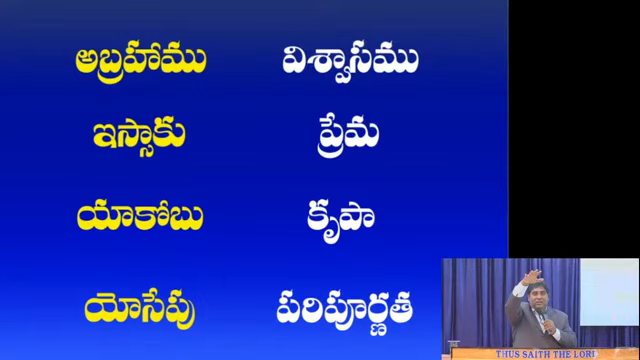 అబ్రహాము విశ్వాసము
ఇస్సాకు ప్రేమ
యాకోబు కృపా
యోసేపు పరిపూర్ణత
THUS SAITH THE LORD